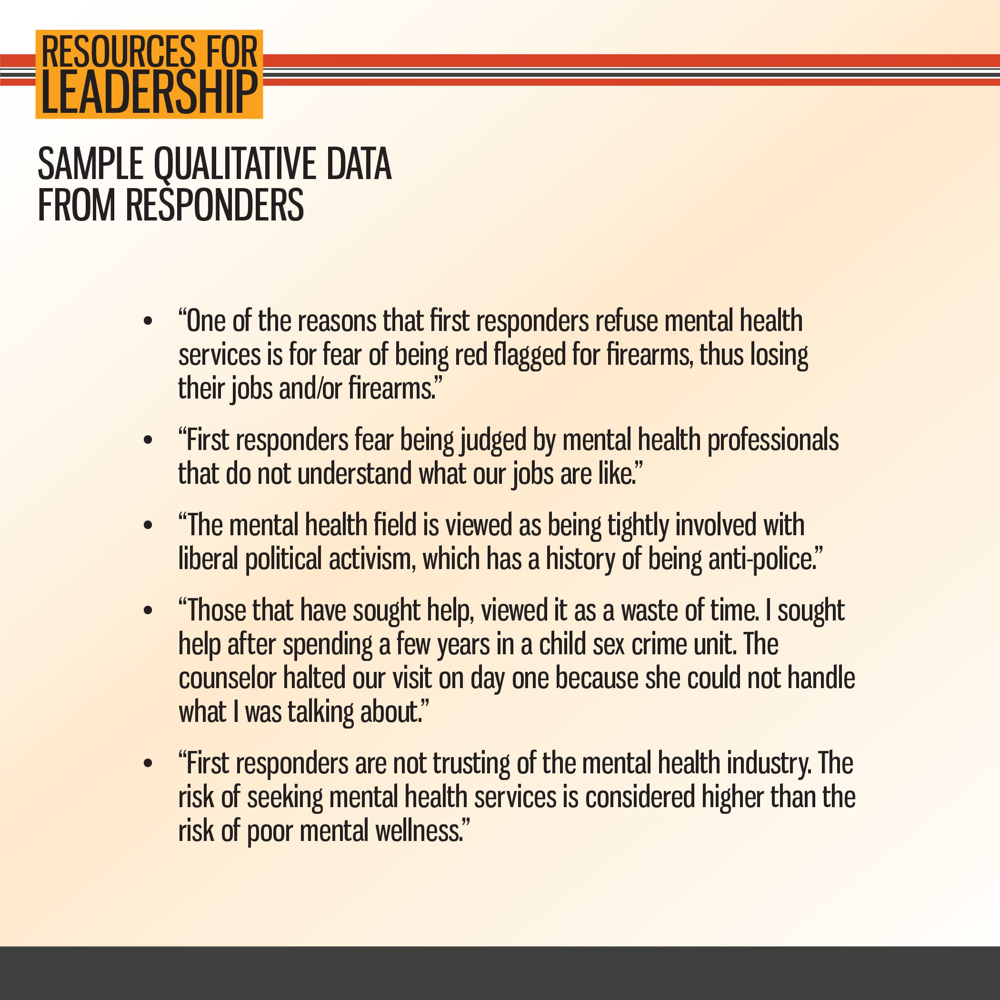 RESOURCES FOR
LEADERSHIP
SAMPLE QUALITATIVE DATA
FROM RESPONDERS
• “One of the reasons that first responders refuse mental health
services is for fear of being red flagged for firearms, thus losing
their jobs and/or firearms.”
• “First responders fear being judged by mental health professionals
that do not understand what our jobs are like.”
• “The mental health field is viewed as being tightly involved with
liberal political activism, which has a history of being anti-police.”
• “Those that have sought help, viewed it as a waste of time. I sought
help after spending a few years in a child sex crime unit. The
counselor halted our visit on day one because she could not handle
what I was talking about.”
• “First responders are not trusting of the mental health industry. The
risk of seeking mental health services is considered higher than the
risk of poor mental wellness.”